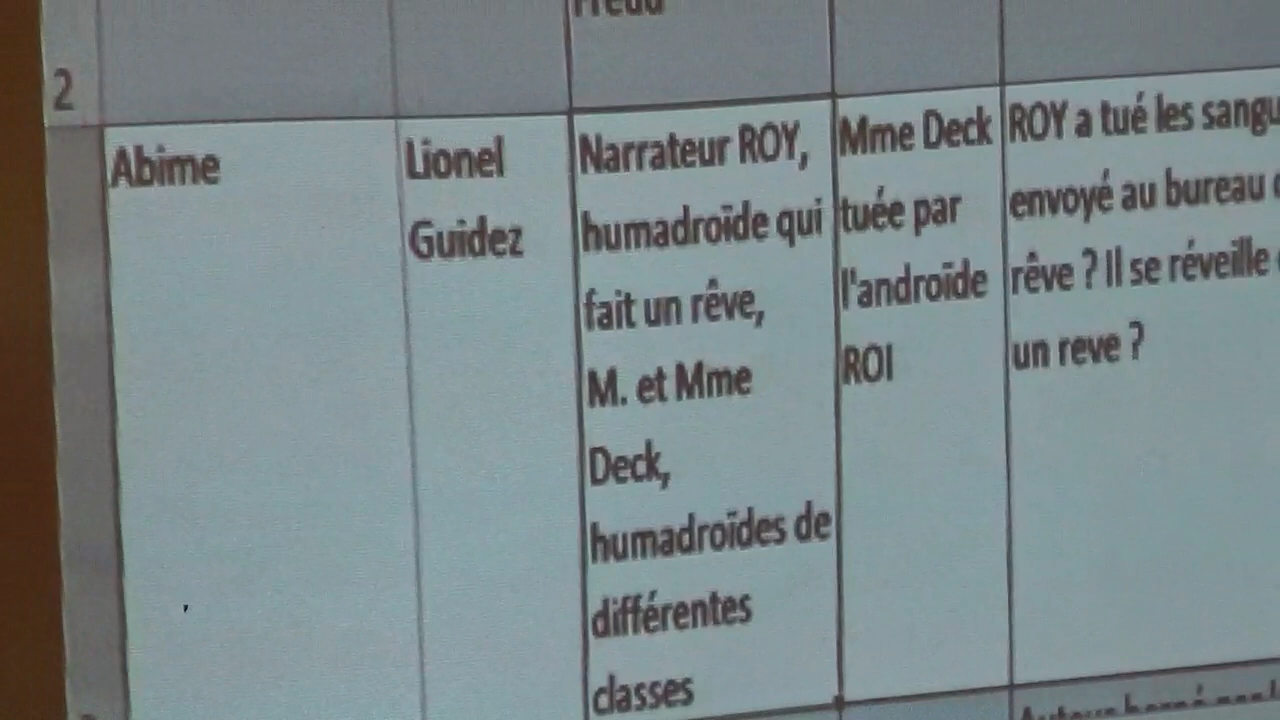 Freud
2
Abime
Lionel
Guidez
Narrateur ROY,
humadroïde qui
fait un rêve,
M. et Mme
Deck,
humadroïdes de
différentes
classes
Mme Deck
tuée par
l'androïde
ROI
ROY a tué les
envoyé au bureau
rêve ? Il se réveille
un reve ?